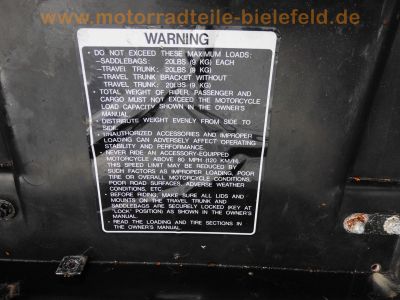 www.motorradteile-bielefeld.de
WARNING
• DO NOT EXCEED THESE MAXIMUM LOADS:
—SADDLEBAGS: 20LBS (9 KG) EACH
—TRAVEL TRUNK: 20LBS (9 KG)
—TRAVEL TRUNK BRACKET WITHOUT
TRAVEL TRUNK: 20LBS (9 KG)
• TOTAL WEIGHT OF RIDER, PASSENGER AND
CARGO MUST NOT EXCEED THE MOTORCYCLE
LOAD CAPACITY SHOWN IN THE OWNER'S
MANUAL.
• DISTRIBUTE WEIGHT EVENLY FROM SIDE TO
SIDE.
• UNAUTHORIZED ACCESSORIES AND IMPROPER
LOADING CAN ADVERSELY AFFECT OPERATING
STABILITY AND PERFORMANCE.
• NEVER RIDE AN ACCESSORY-EQUIPPED
MOTORCYCLE ABOVE 80 MPH (120 KM/H).
THIS SPEED LIMIT MAY BE REDUCED BY
SUCH FACTORS AS IMPROPER LOADING, POOR
TIRE OR OVERALL MOTORCYCLE CONDITIONS,
POOR ROAD SURFACES, ADVERSE WEATHER
CONDITIONS, ETC.
• BEFORE RIDING, MAKE SURE ALL LIDS AND
MOUNTS ON THE TRAVEL TRUNK AND
SADDLEBAGS ARE SECURELY LOCKED (KEY AT
"LOCK" POSITION) AS SHOWN IN THE OWNER'S
MANUAL.
• READ THE LOADING AND TIRE SECTIONS IN
THE OWNER'S MANUAL.